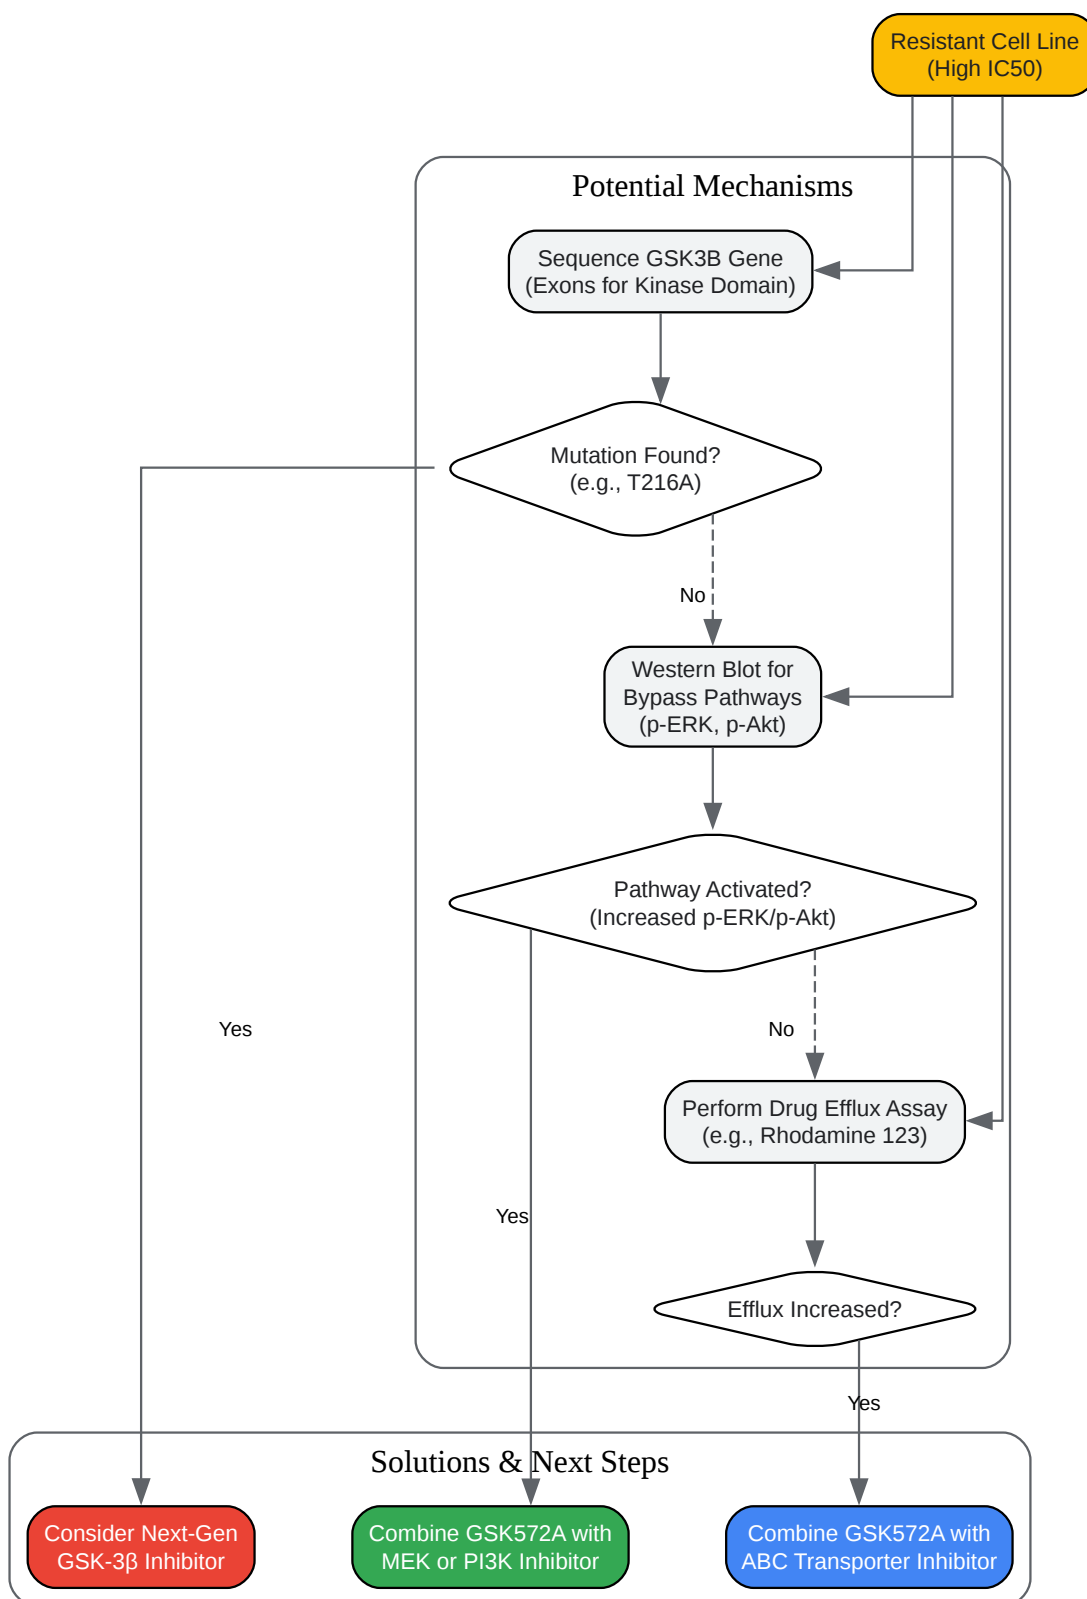 Resistant Cell Line
(High IC50)
Potential Mechanisms
Sequence GSK3B Gene
(Exons for Kinase Domain)
Mutation Found?
(e.g., T216A)
No
Western Blot for
Bypass Pathways
(p-ERK, p-Akt)
Pathway Activated?
(Increased p-ERK/p-Akt)
Yes
No
Perform Drug Efflux Assay
(e.g., Rhodamine 123)
Yes
Efflux Increased?
Yes
Solutions & Next Steps
Consider Next-Gen
GSK-3β Inhibitor
Combine GSK572A with
MEK or PI3K Inhibitor
Combine GSK572A with
ABC Transporter Inhibitor